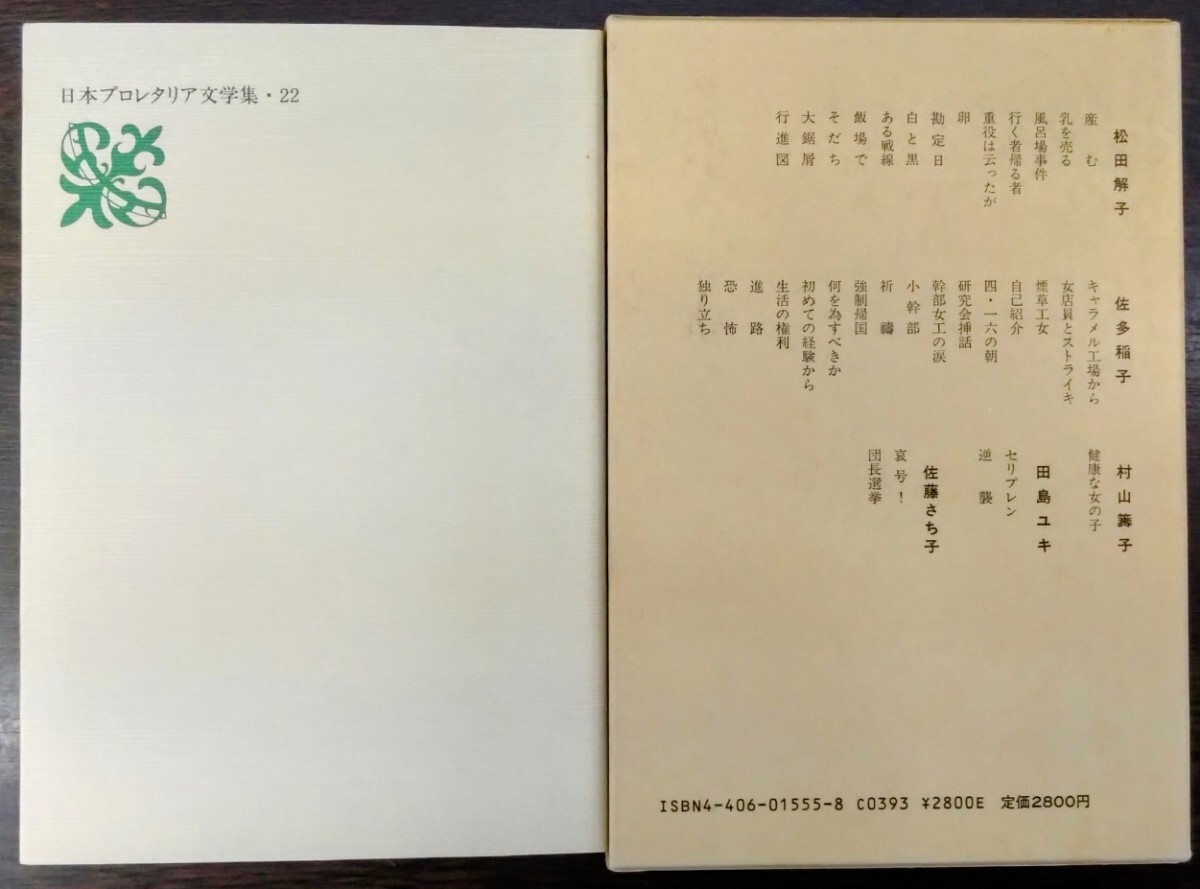 日本プロレタリア文学集・22
松田解子
産む
乳を売る
風呂場事件
行く者帰る者
重役は云ったが
卵
勘定日
白と黒
ある戦線
飯場で
そだち
大鋸屑
行進図
佐多稲子
キャラメル工場から
女店員とストライキ
煙草工女
自己紹介
四・一六の朝
研究会挿話
幹部女工の涙
小幹部
祈禱
強制帰国
何を為すべきか
初めての経験から
生活の権利
進路
恐怖
独り立ち
村山籌子
健康な女の子
田島ユキ
セリプレン
逆襲
佐藤さち子
哀号!
団長選挙
ISBN4-406-01555-8 C0393 ¥2800E 定価2800円